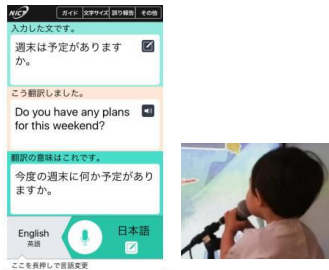 NICT
ガイド 文字サイズ 誤り報告 その他
入力した文です。
週末は予定があります
か。
こう翻訳しました。
Do you have any plans
for this weekend?
翻訳の意味はこれです。
今度の週末に何か予定があり
ますか。
English
英語
日本語
ここを長押しで言語変更